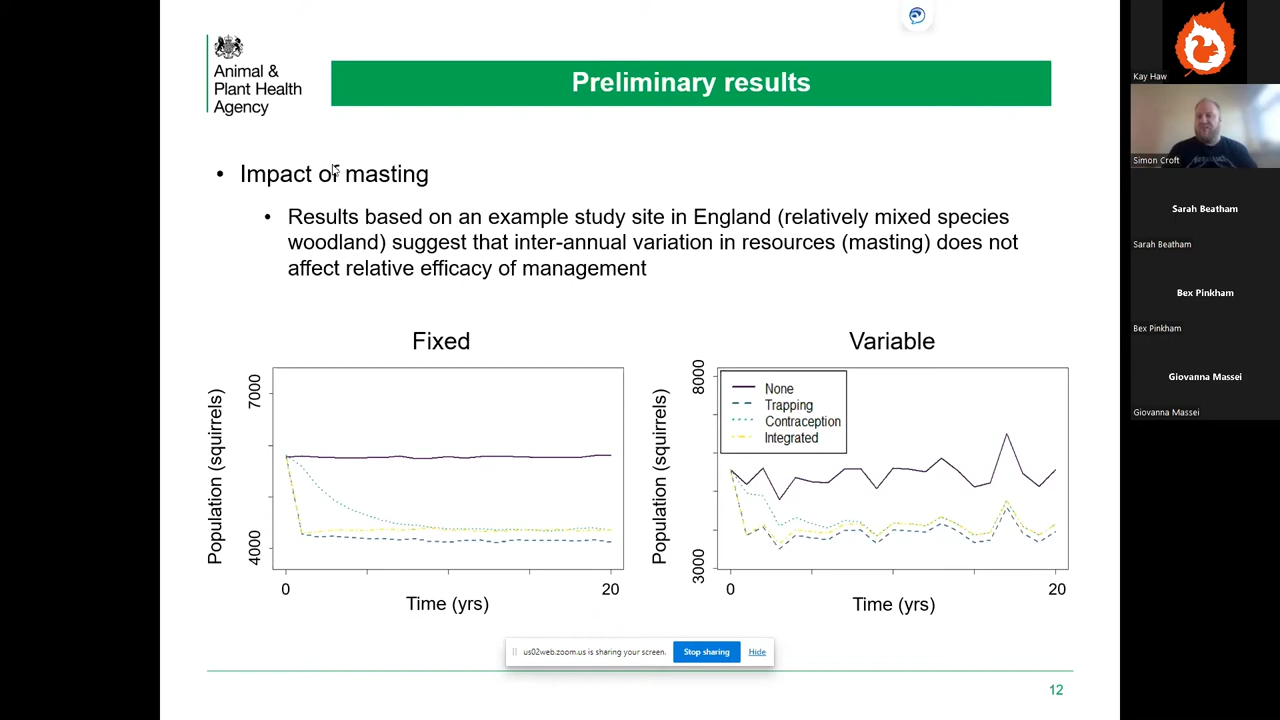 Animal &
Plant Health
Agency
Preliminary results
• Impact of masting
• Results based on an example study site in England (relatively mixed species
woodland) suggest that inter-annual variation in resources (masting) does not
affect relative efficacy of management
Fixed
Population (squirrels)
7000
4000
0
20
Time (yrs)
Variable
Population (squirrels)
8000
3000
None
Trapping
Contraception
Integrated
0
20
Time (yrs)
us02web.zoom.us is sharing your screen.
Stop sharing
Hide
12
Kay Haw
Simon Croft
Sarah Beatham
Sarah Beatham
Bex Pinkham
Bex Pinkham
Giovanna Massei
Giovanna Massei